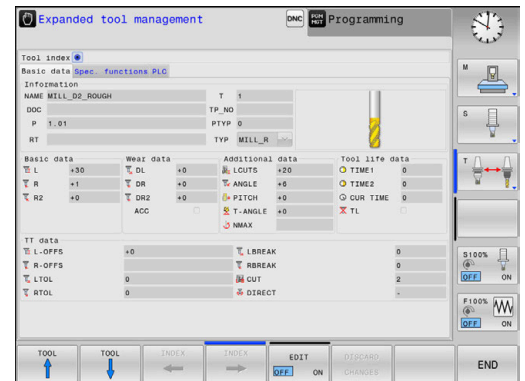 Expanded tool management DNC PGM MGT Programming
Tool index
Basic data Spec. functions PLC
Information
NAME MILL_D2_ROUGH T 1
DOC TP_NO
P 1.01 PTYP 0
RT TYP MILL_R
Basic data Wear data Additional data Tool life data
L +30 DL +0 LCUTS +20 TIME1 0
R +1 DR +0 ANGLE +6 TIME2 0
R2 +0 DR2 +0 PITCH +0 CUR TIME 0
ACC T-ANGLE +0 TL
NMAX
TT data
L-OFFS +0 LBREAK 0
R-OFFS RBREAK 0
LTOL 0 CUT 2
RTOL 0 DIRECT -
M
S
T
S100%
OFF ON
F100%
OFF ON
TOOL TOOL INDEX INDEX EDIT DISCARD END
OFF ON CHANGES